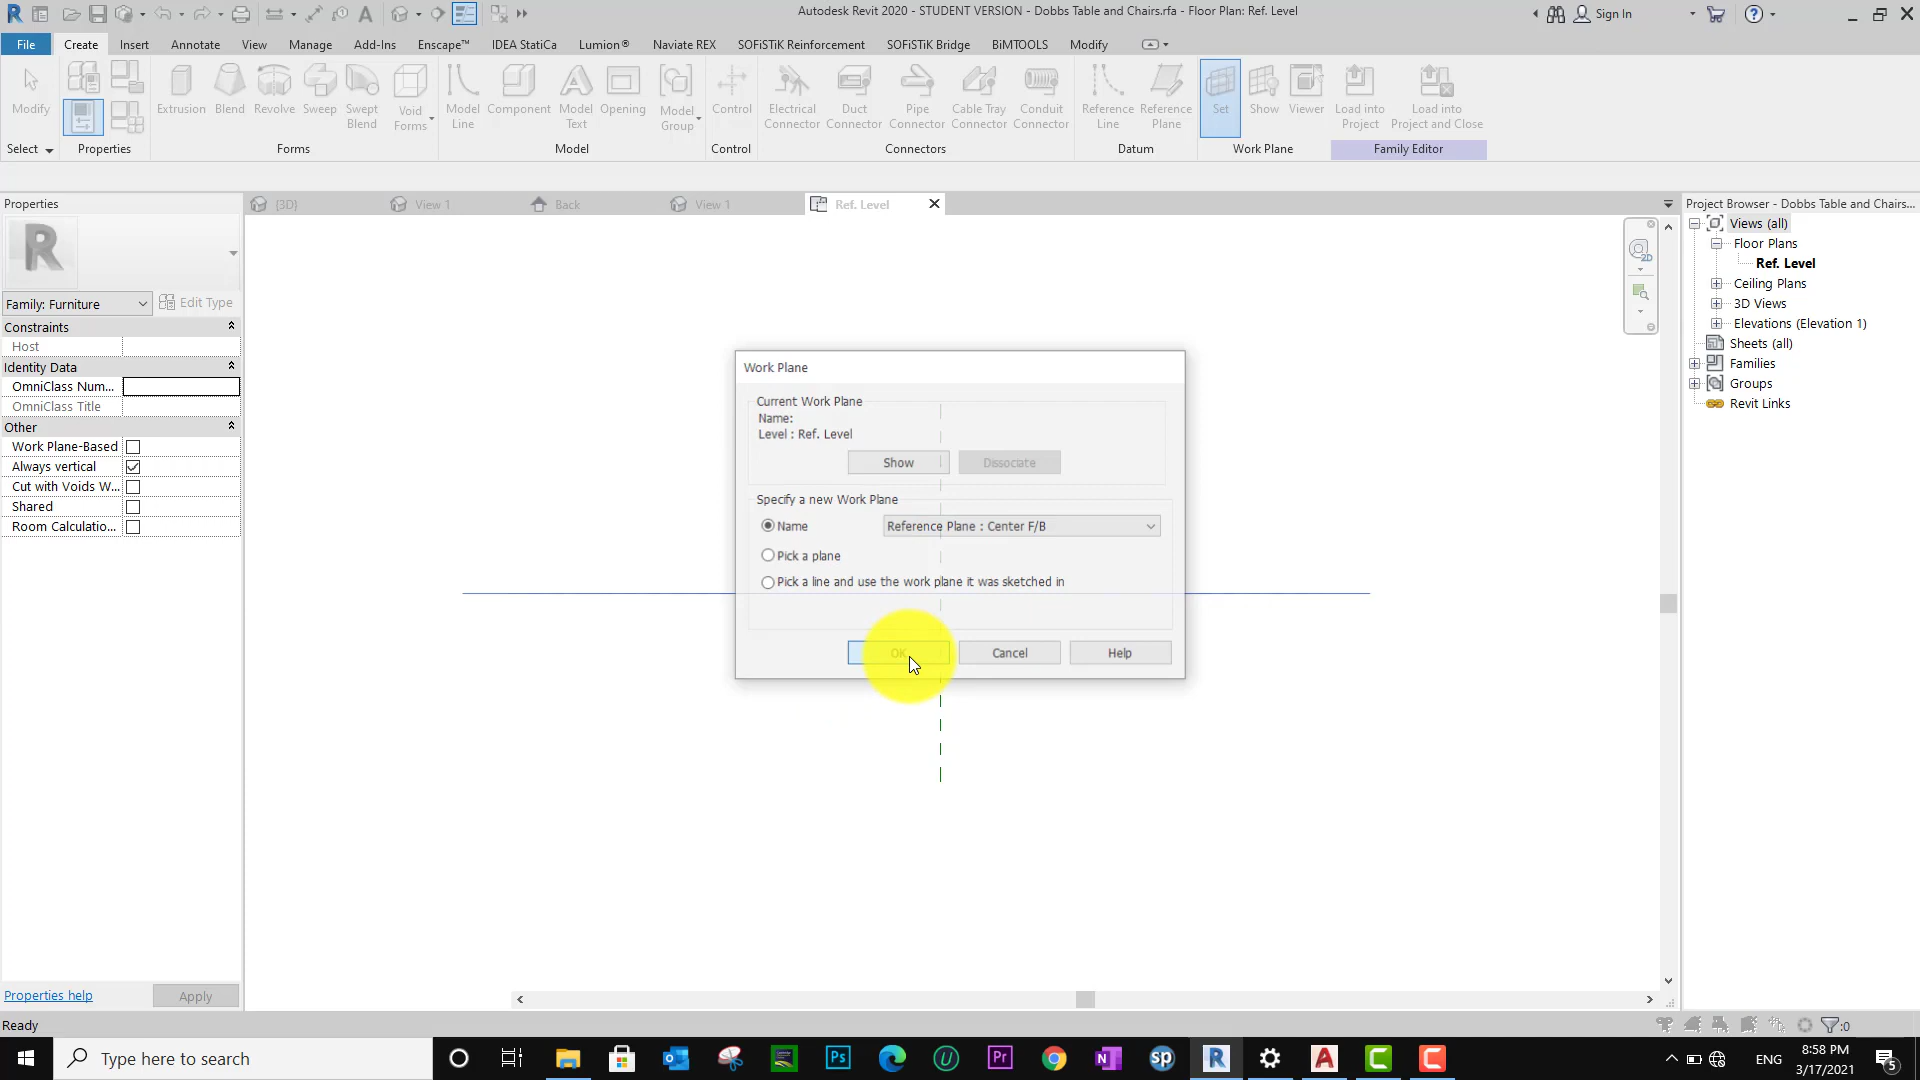 Autodesk Revit 2020 - STUDENT VERSION - Dobbs Table and Chairs.rfa - Floor Plan: Ref. Level
Sign In
File Create Insert Annotate View Manage Add-Ins Enscape™ IDEA StatiCa Lumion® Naviate REX SOFiSTiK Reinforcement SOFiSTiK Bridge BiMTOOLS Modify
Modify
Extrusion Blend Revolve Sweep Swept Blend Void Forms
Model Line Component Model Text Opening Model Group
Control
Electrical Connector Duct Connector Pipe Connector Cable Tray Connector Conduit Connector
Reference Line Reference Plane
Set Show Viewer
Load into Project Load into Project and Close
Select Properties Forms Model Control Connectors Datum Work Plane Family Editor
Properties
{3D} View 1 Back View 1 Ref. Level
Project Browser - Dobbs Table and Chairs...
R
Family: Furniture Edit Type
Constraints
Host
Identity Data
OmniClass Num...
OmniClass Title
Other
Work Plane-Based
Always vertical
Cut with Voids W...
Shared
Room Calculatio...
Properties help Apply
2D
Work Plane
Current Work Plane
Name:
Level : Ref. Level
Show Dissociate
Specify a new Work Plane
Name Reference Plane : Center F/B
Pick a plane
Pick a line and use the work plane it was sketched in
OK Cancel Help
Views (all)
Floor Plans
Ref. Level
Ceiling Plans
3D Views
Elevations (Elevation 1)
Sheets (all)
Families
Groups
Revit Links
Ready
:0
Type here to search
Ps
Pr
N
sp
R
A
C
C
ENG
8:58 PM
3/17/2021
5